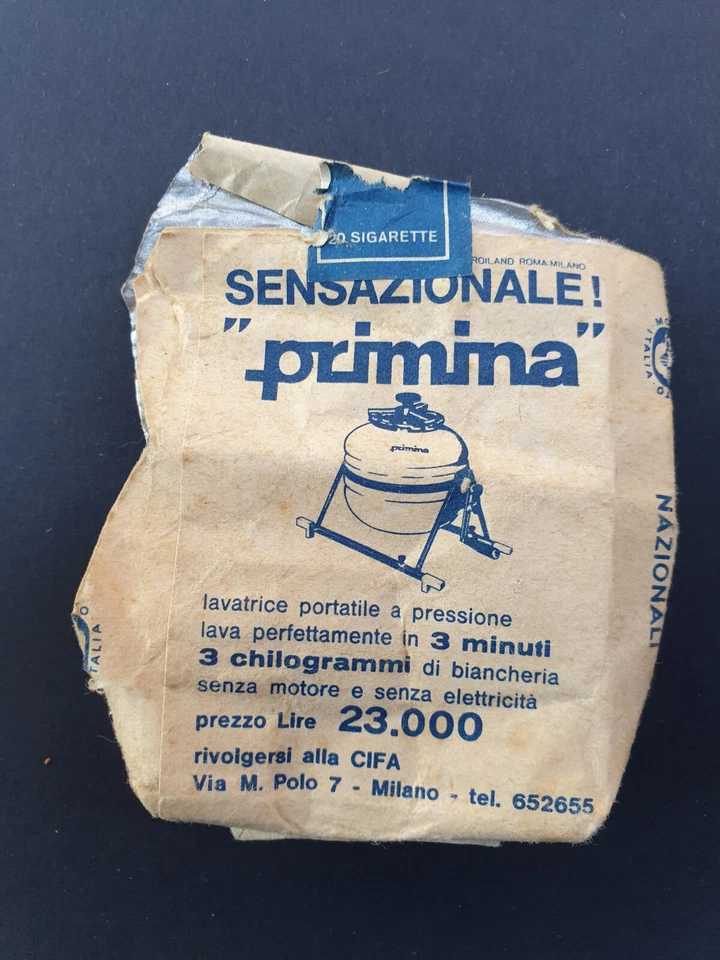 20 SIGARETTE
ROILAND ROMA-MILANO
SENSAZIONALE!
"primina"
primina
lavatrice portatile a pressione
lava perfettamente in 3 minuti
3 chilogrammi di biancheria
senza motore e senza elettricità
prezzo Lire 23.000
rivolgersi alla CIFA
Via M. Polo 7 - Milano - tel. 652655
ITALIA
NAZIONALI
TALIA